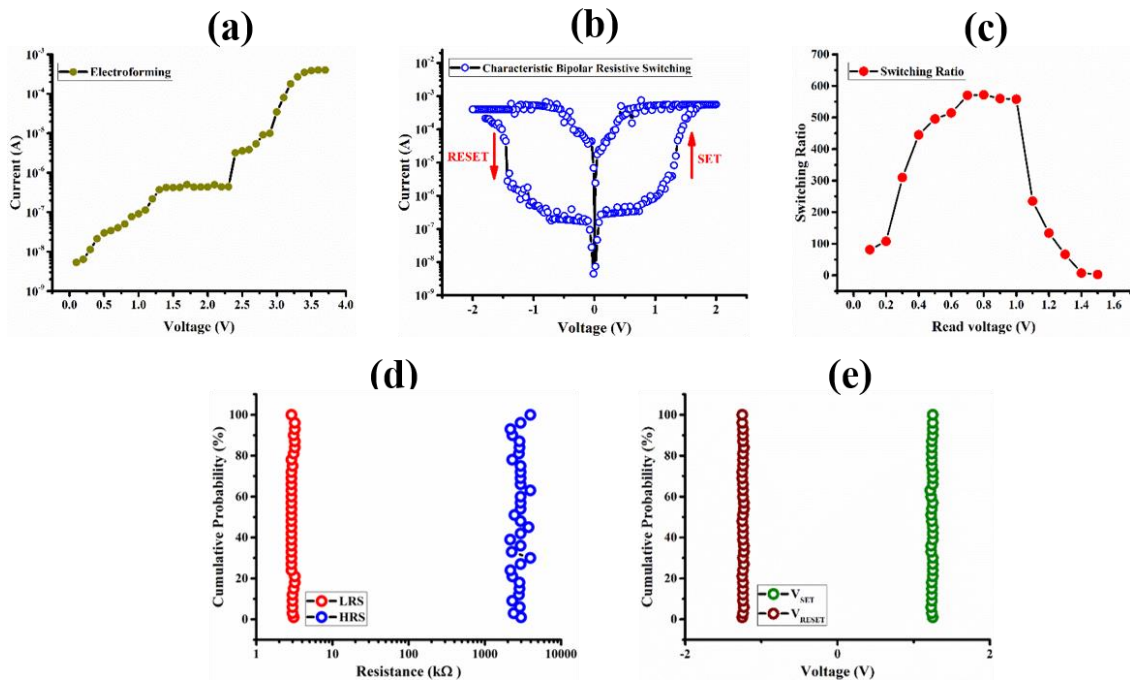 (a)
10⁻³
10⁻⁴
10⁻⁵
10⁻⁶
10⁻⁷
10⁻⁸
10⁻⁹
Current (A)
Electroforming
0.0 0.5 1.0 1.5 2.0 2.5 3.0 3.5 4.0
Voltage (V)
(b)
10⁻²
10⁻³
10⁻⁴
10⁻⁵
10⁻⁶
10⁻⁷
10⁻⁸
10⁻⁹
Current (A)
Characteristic Bipolar Resistive Switching
RESET
SET
-2 -1 0 1 2
Voltage (V)
(c)
700
600
500
400
300
200
100
0
Switching Ratio
Switching Ratio
0.0 0.2 0.4 0.6 0.8 1.0 1.2 1.4 1.6
Read voltage (V)
(d)
100
80
60
40
20
0
Cumulative Probability (%)
LRS
HRS
1 10 100 1000 10000
Resistance (kΩ)
(e)
100
80
60
40
20
0
Cumulative Probability (%)
V_SET
V_RESET
-2 0 2
Voltage (V)